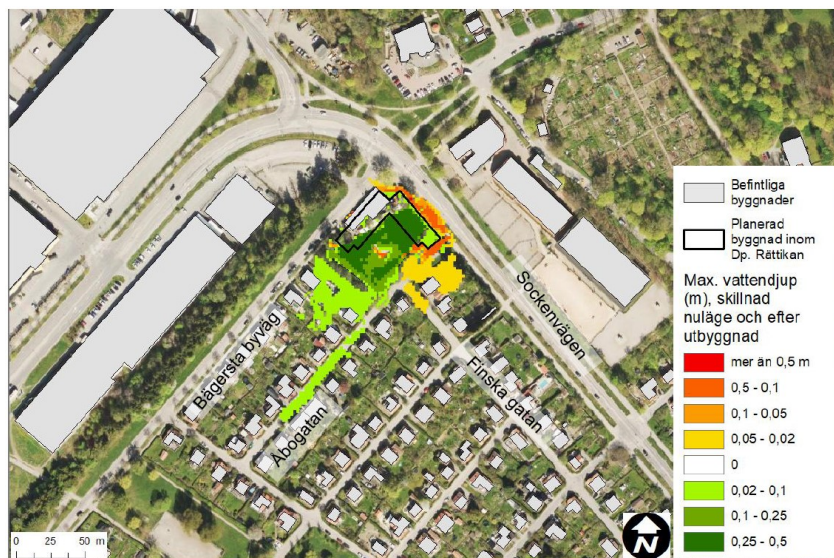 Befintliga
byggnader
Planerad
byggnad inom
Dp. Rättikan
Max. vattendjup
(m), skillnad
nuläge och efter
utbyggnad
mer än 0,5 m
0,5 - 0,1
0,1 - 0,05
0,05 - 0,02
0
0,02 - 0,1
0,1 - 0,25
0,25 - 0,5
Sockenvägen
Bägersta byväg
Finska gatan
Åbogatan
0 25 50 m
N